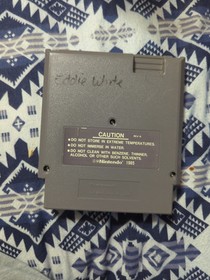 Eddie
CAUTION
● DO NOT STORE IN EXTREME TEMPERATURES.
● DO NOT IMMERSE IN WATER.
● DO NOT CLEAN WITH BENZENE, THINNER,
ALCOHOL OR OTHER SUCH SOLVENTS.
©Nintendo 1985